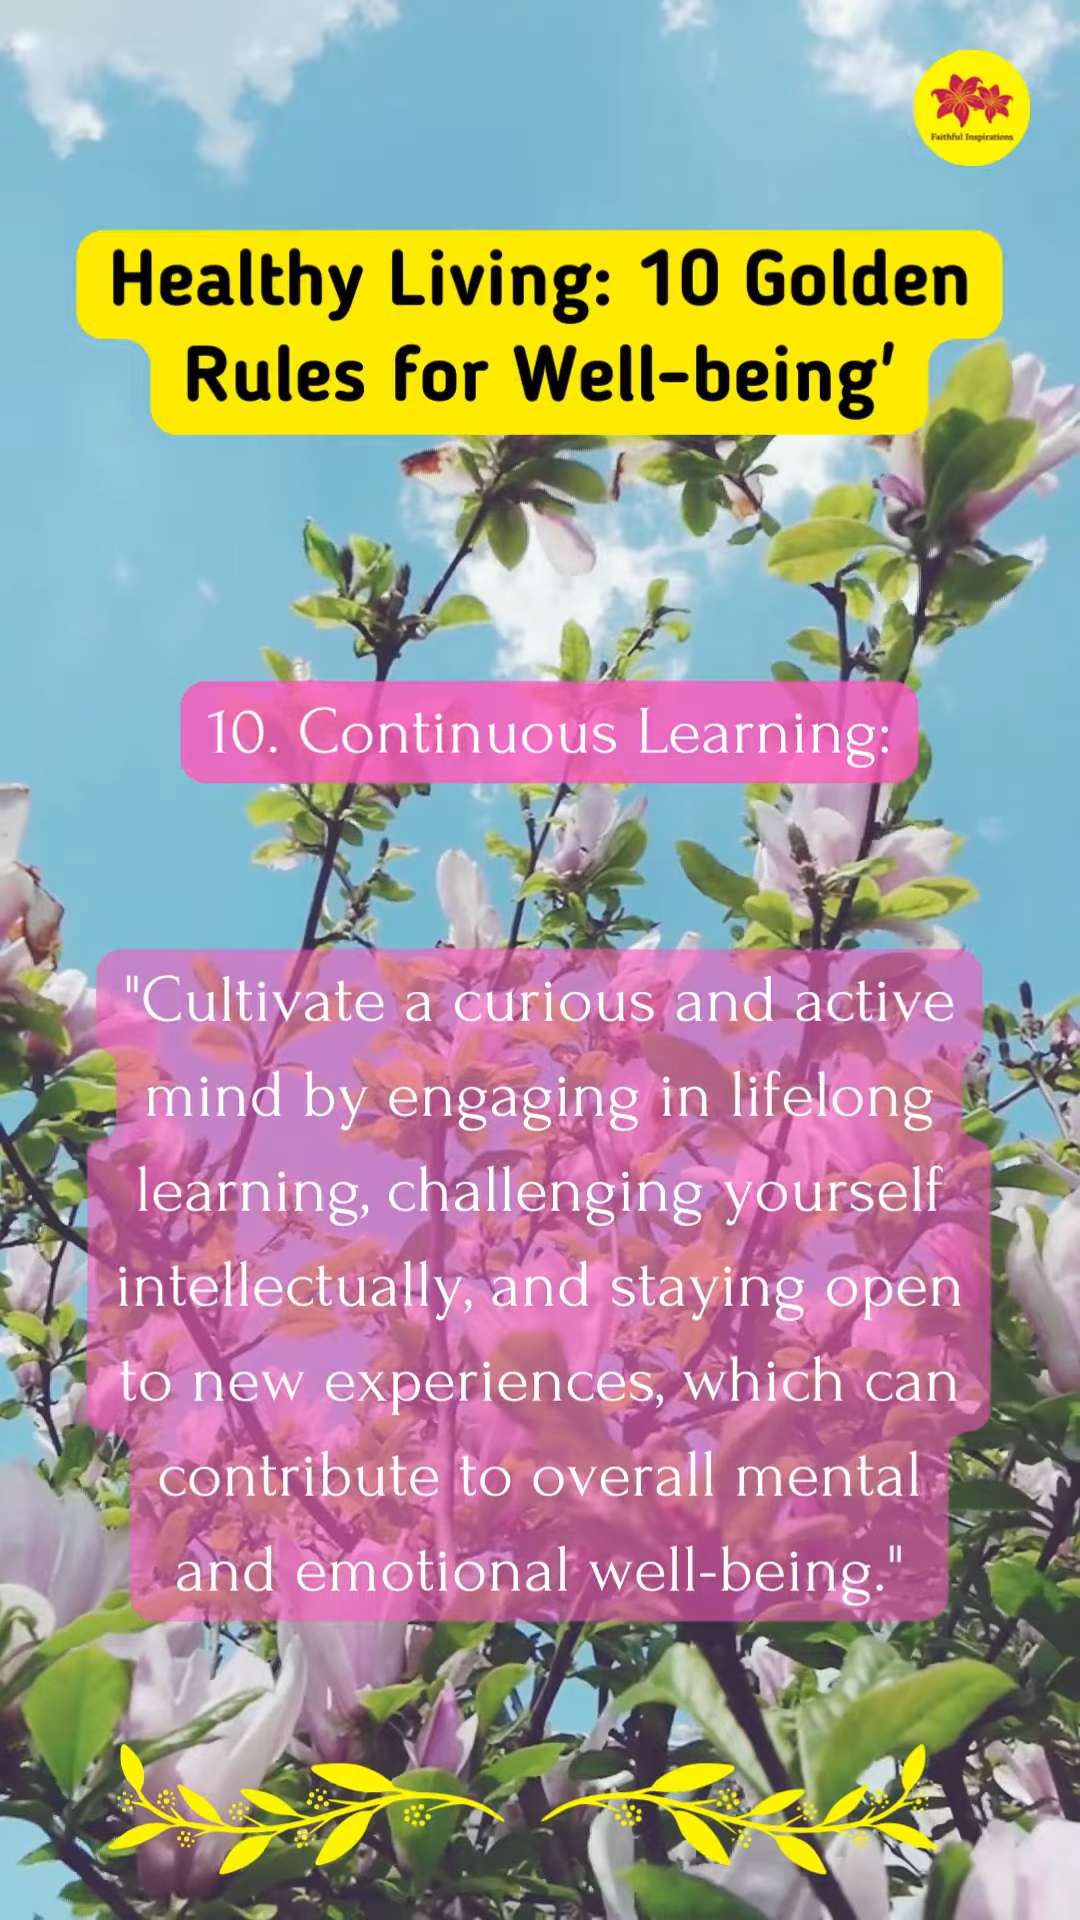 Faithful Inspirations
Healthy Living: 10 Golden
Rules for Well-being'
10. Continuous Learning:
"Cultivate a curious and active
mind by engaging in lifelong
learning, challenging yourself
intellectually, and staying open
to new experiences, which can
contribute to overall mental
and emotional well-being."